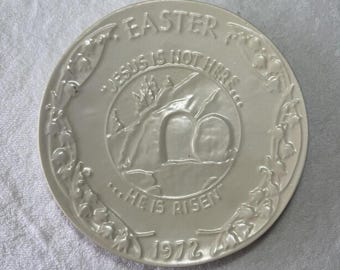 EASTER
"JESUS IS NOT HERE...
...HE IS RISEN"
1972